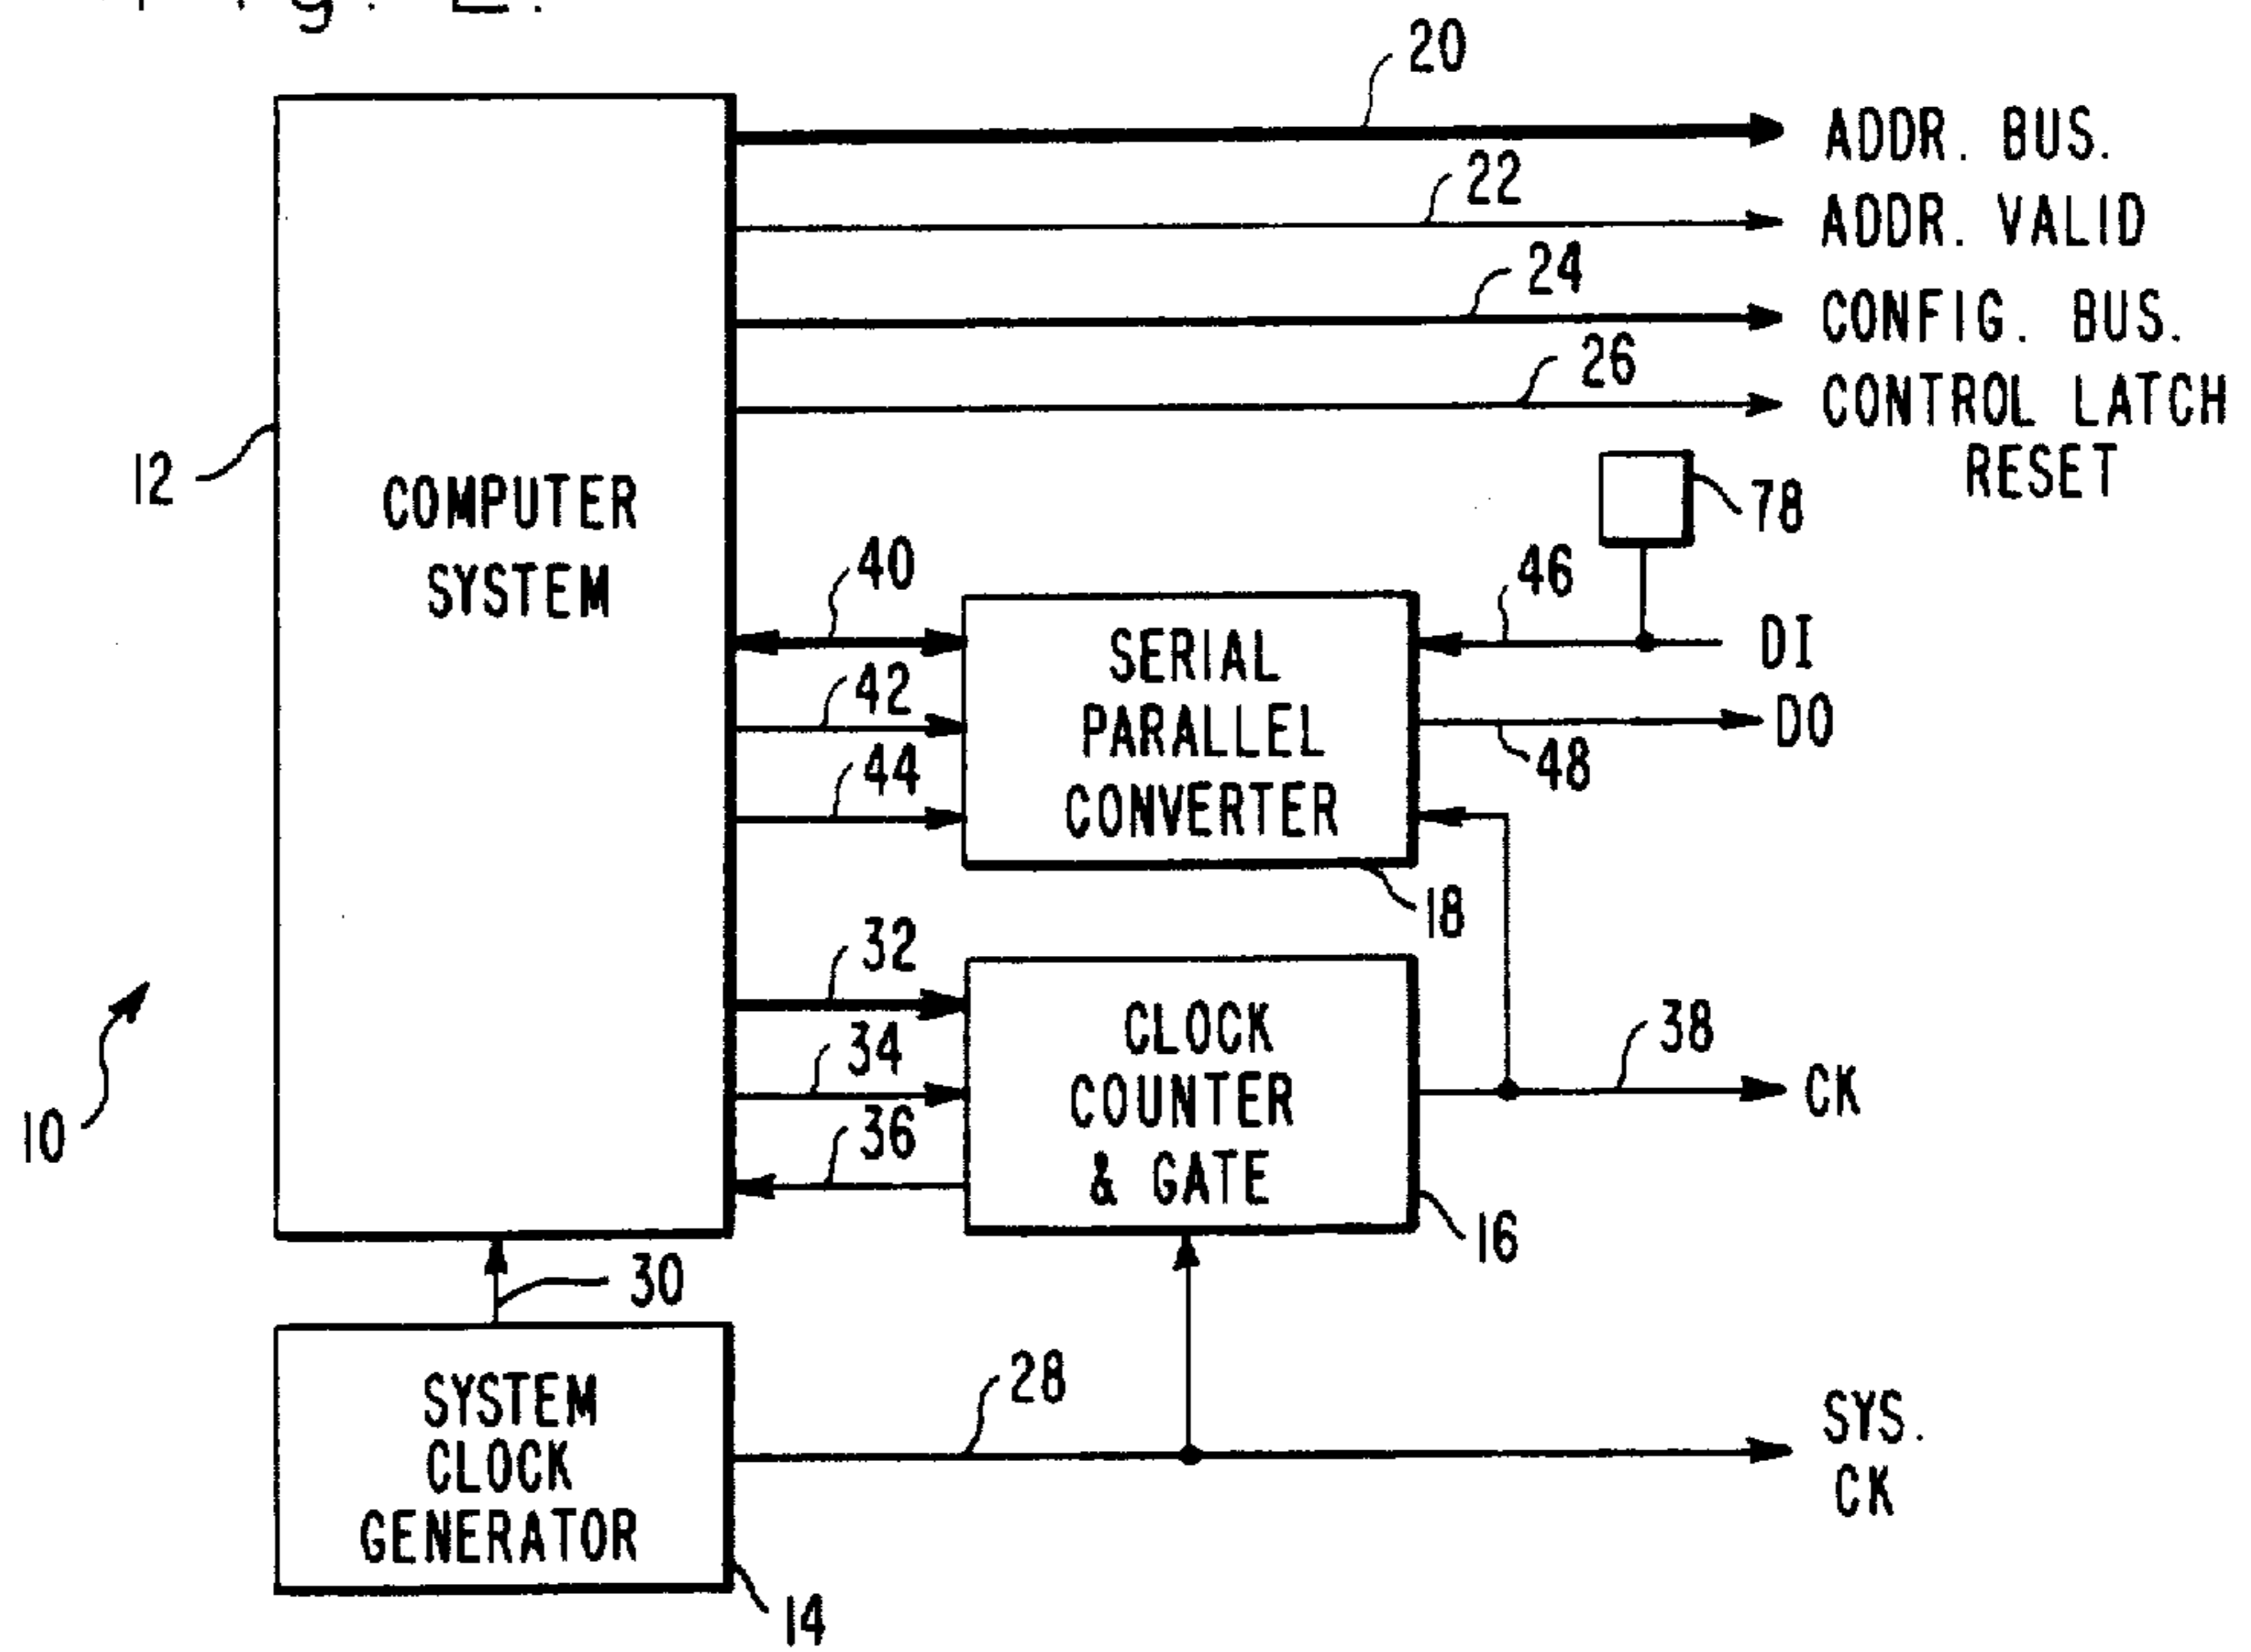 20
ADDR. BUS.
22
ADDR. VALID
24
CONFIG. BUS.
26
CONTROL LATCH
RESET
12
COMPUTER
SYSTEM
78
40
46
SERIAL
PARALLEL
CONVERTER
DI
42
DO
44
48
18
32
CLOCK
COUNTER
& GATE
34
38
CK
36
10
16
30
SYSTEM
CLOCK
GENERATOR
28
SYS.
CK
14